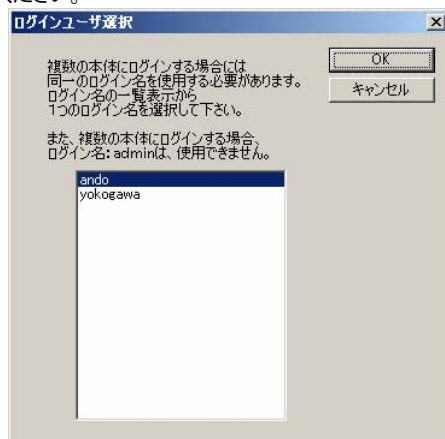 ください。
ログインユーザ選択
複数の本体にログインする場合には
同一のログイン名を使用する必要があります。
ログイン名の一覧表示から
1つのログイン名を選択して下さい。
また、複数の本体にログインする場合、
ログイン名：adminは、使用できません。
OK
キャンセル
ando
yokogawa